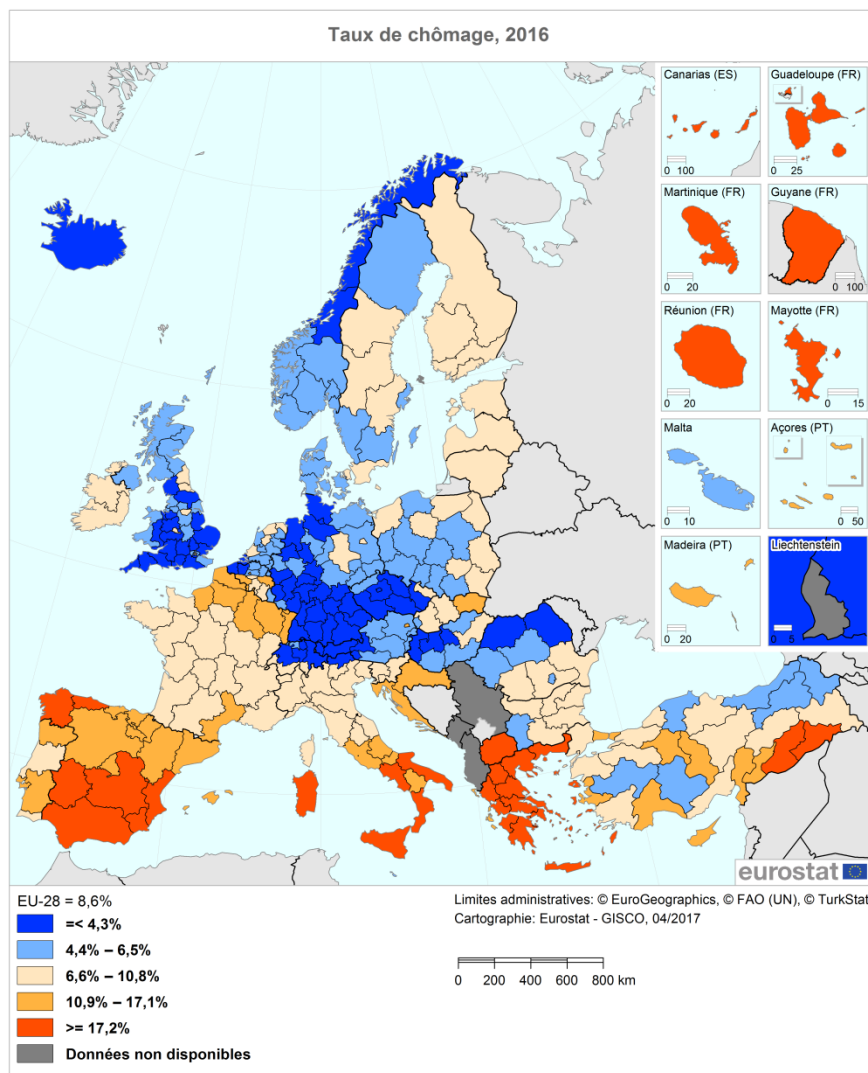 Taux de chômage, 2016
Canarias (ES)
0 100
Guadeloupe (FR)
0 25
Martinique (FR)
0 20
Guyane (FR)
0 100
Réunion (FR)
0 20
Mayotte (FR)
0 15
Malta
0 10
Açores (PT)
0 50
Madeira (PT)
0 20
Liechtenstein
0 5
eurostat
EU-28 = 8,6%
=< 4,3%
4,4% – 6,5%
6,6% – 10,8%
10,9% – 17,1%
>= 17,2%
Données non disponibles
Limites administratives: © EuroGeographics, © FAO (UN), © TurkStat
Cartographie: Eurostat - GISCO, 04/2017
0 200 400 600 800 km